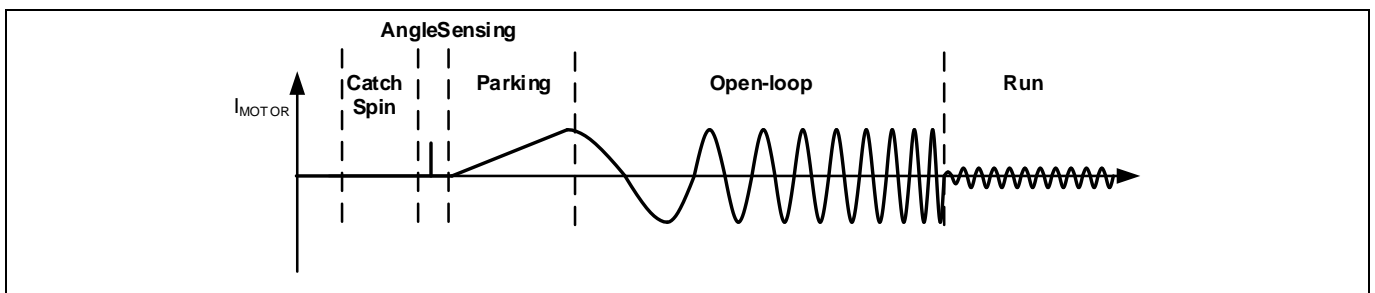 AngleSensing
Catch
Spin
Parking
Open-loop
Run
IMOTOR